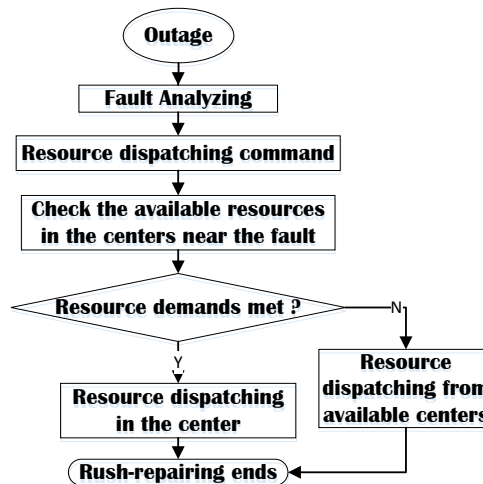 Outage
Fault Analyzing
Resource dispatching command
Check the available resources
in the centers near the fault
Resource demands met ?
N
Y
Resource
dispatching from
available centers
Resource dispatching
in the center
Rush-repairing ends